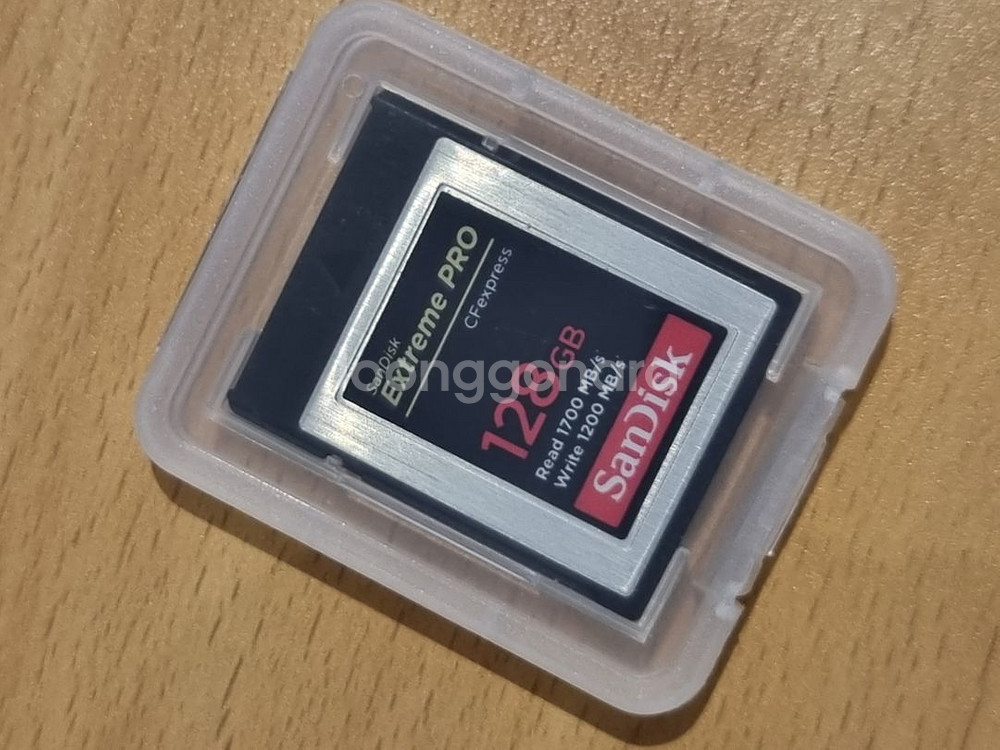 SanDisk
Extreme PRO
CFexpress
128GB
Read 1700 MB/s*
Write 1200 MB/s*
SanDisk